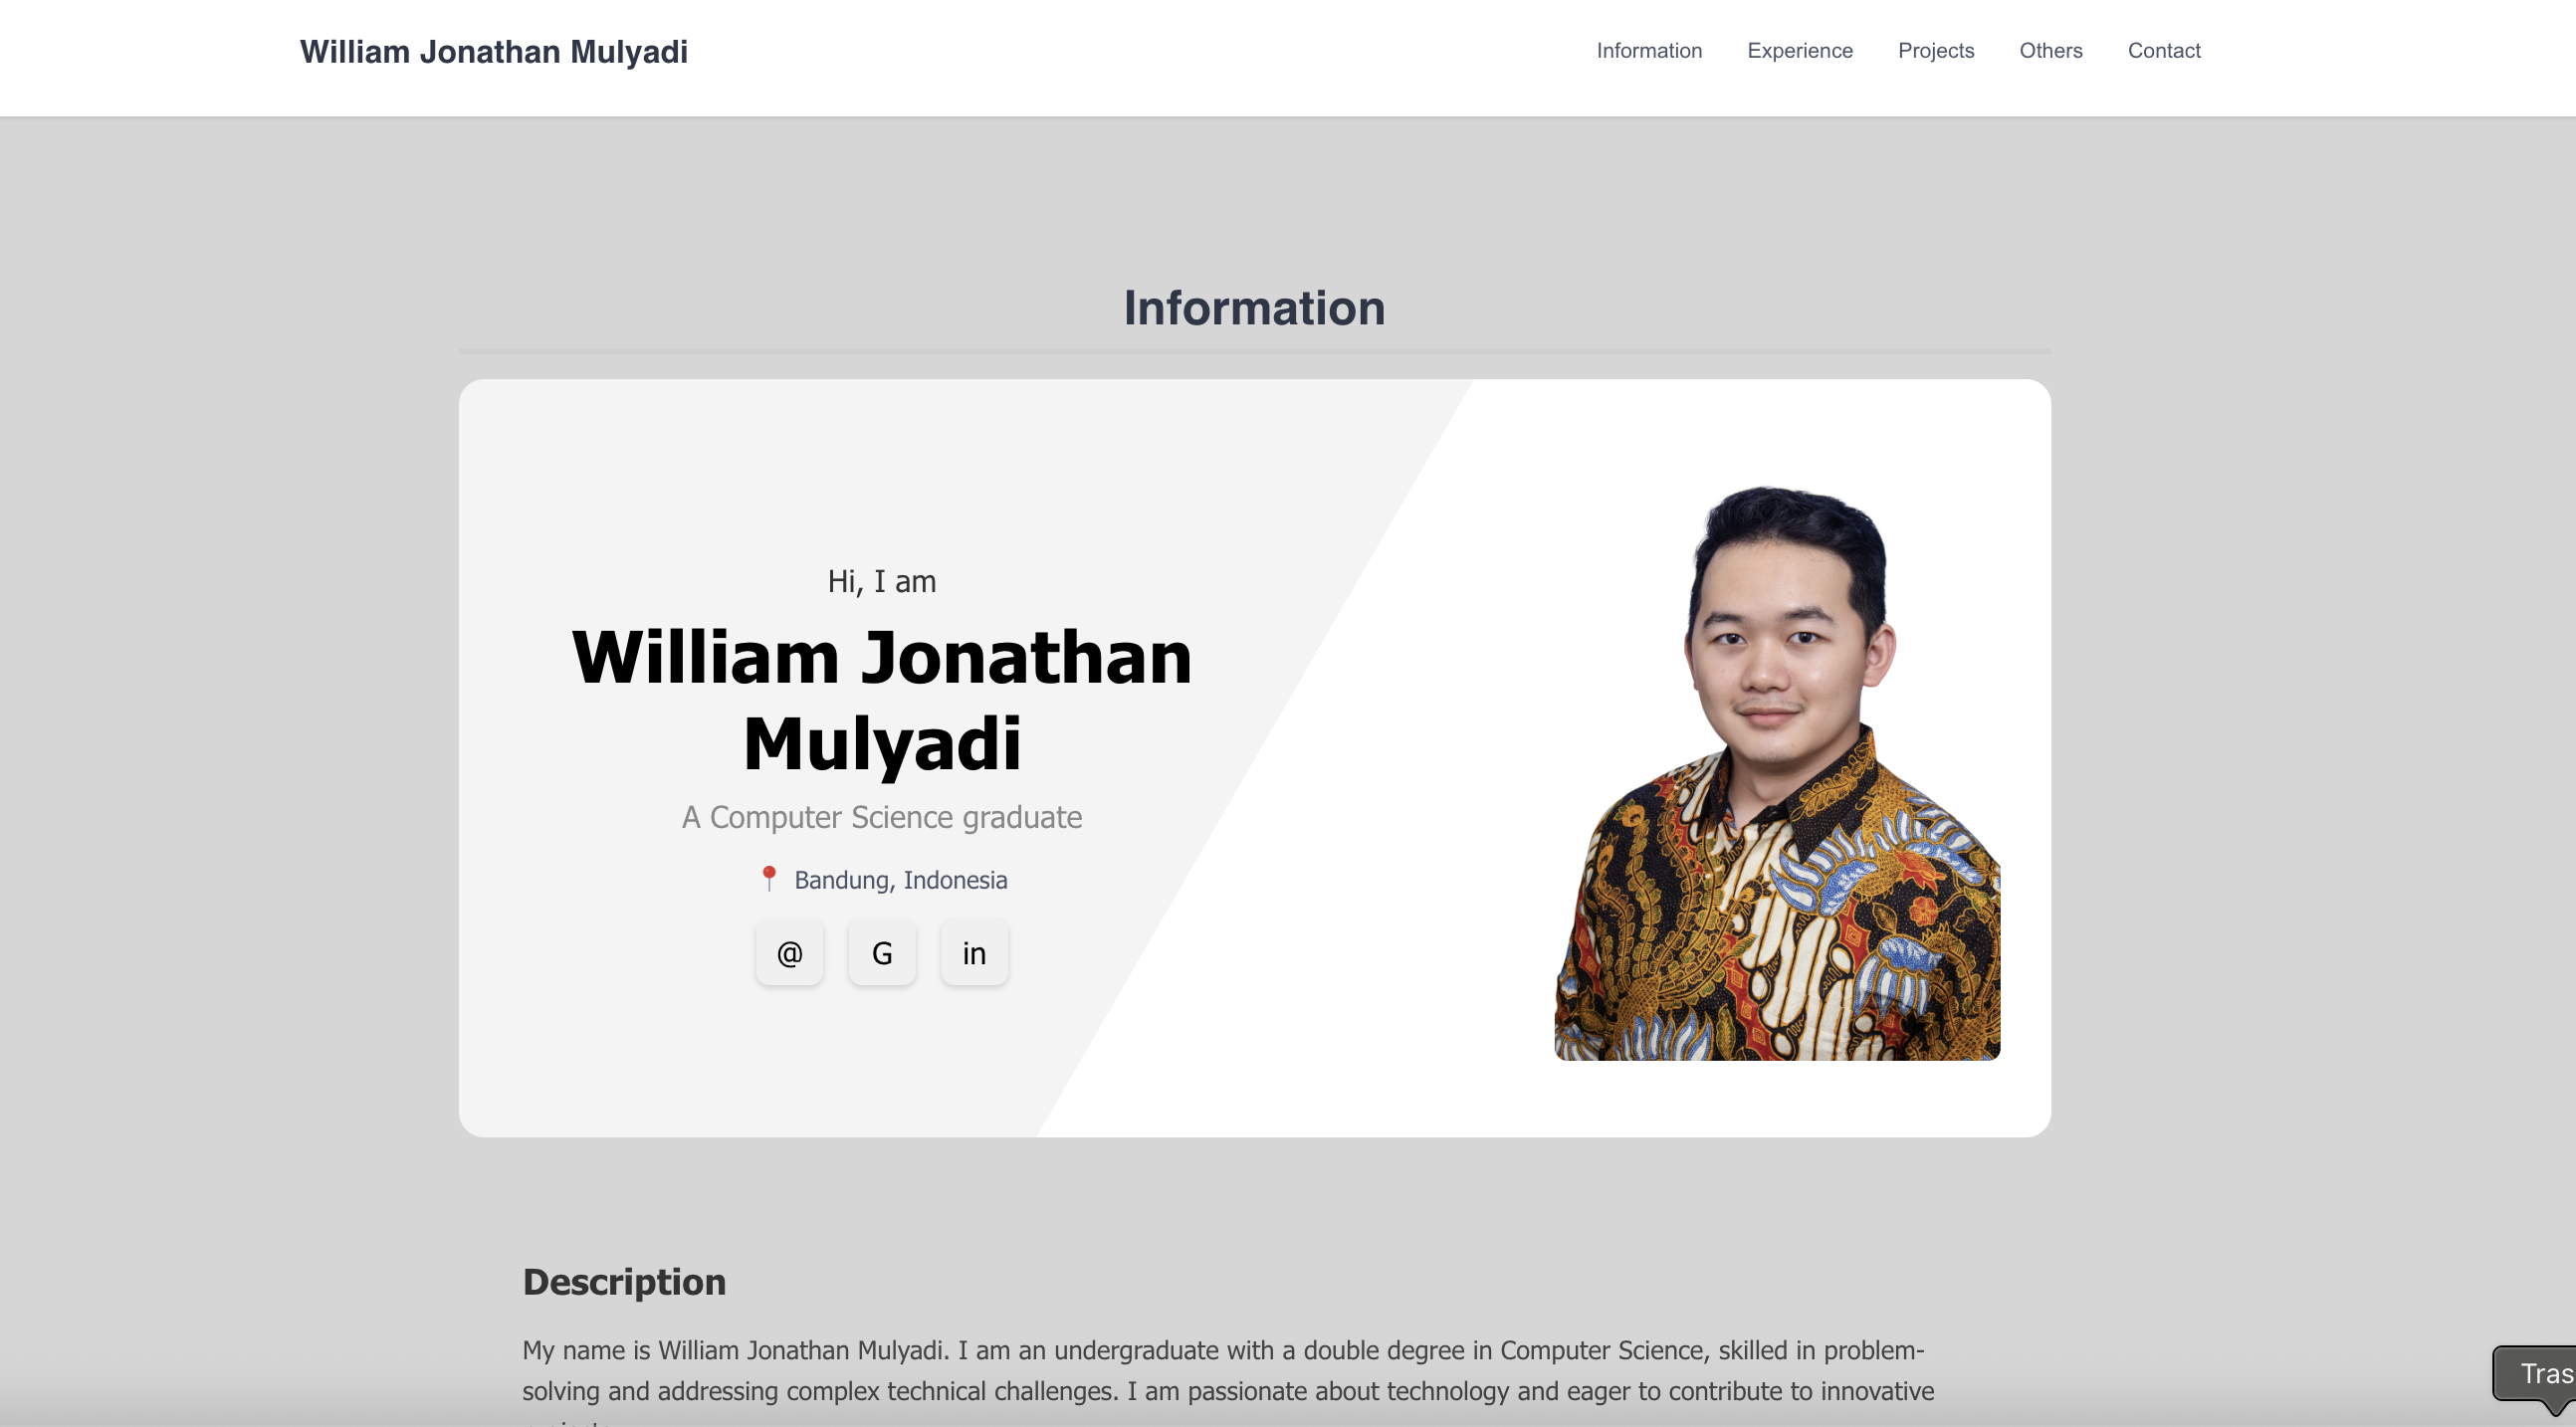 William Jonathan Mulyadi
Information Experience Projects Others Contact
Information
Hi, I am
William Jonathan
Mulyadi
A Computer Science graduate
Bandung, Indonesia
@ G in
Description
My name is William Jonathan Mulyadi. I am an undergraduate with a double degree in Computer Science, skilled in problem-
solving and addressing complex technical challenges. I am passionate about technology and eager to contribute to innovative